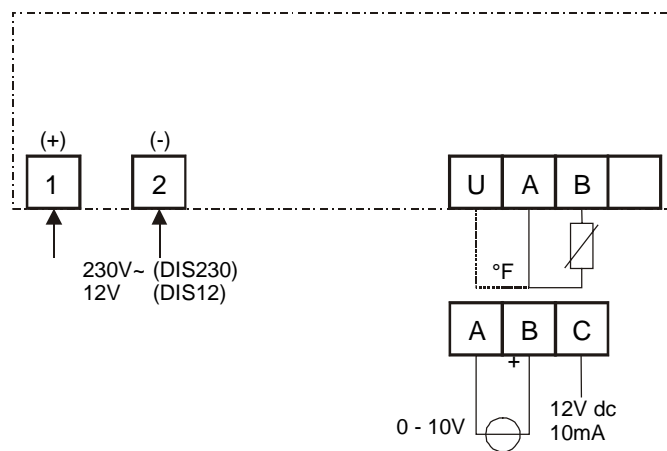 (+) (-)
1 2 U A B
230V~ (DIS230)
12V (DIS12)
°F
A B C
+
0 - 10V
12V dc
10mA